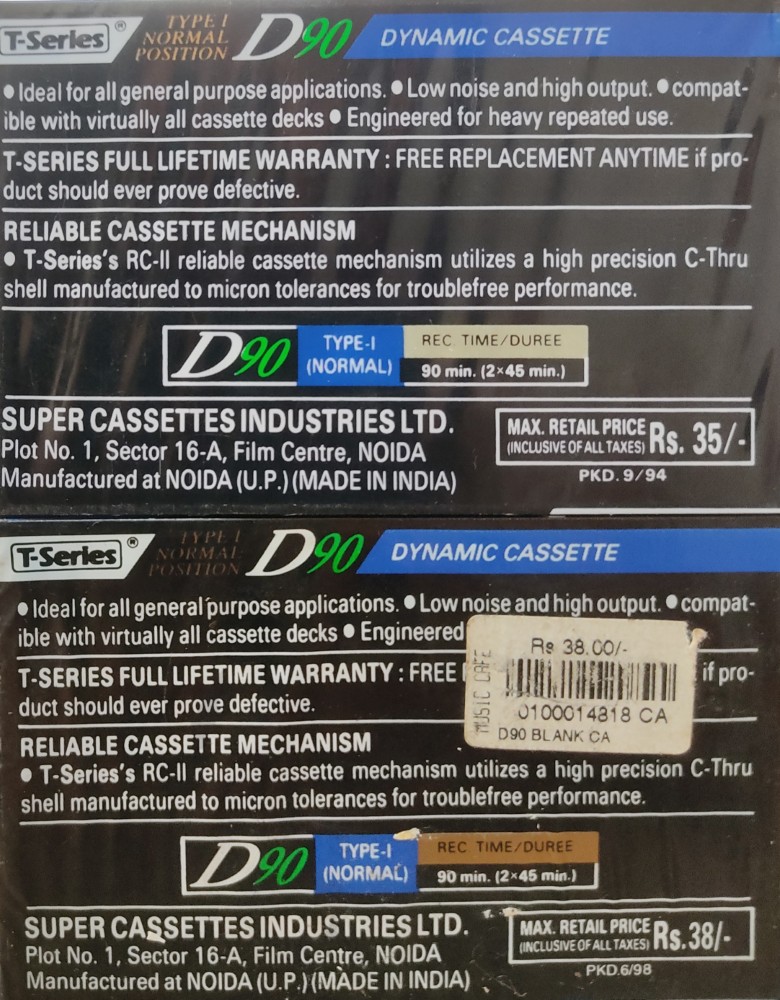 T-Series ® TYPE I NORMAL POSITION D90 DYNAMIC CASSETTE
● Ideal for all general purpose applications. ● Low noise and high output. ● compat-
ible with virtually all cassette decks ● Engineered for heavy repeated use.
T-SERIES FULL LIFETIME WARRANTY : FREE REPLACEMENT ANYTIME if pro-
duct should ever prove defective.
RELIABLE CASSETTE MECHANISM
● T-Series's RC-II reliable cassette mechanism utilizes a high precision C-Thru
shell manufactured to micron tolerances for troublefree performance.
D90 TYPE-I (NORMAL) REC. TIME/DUREE
90 min. (2×45 min.)
SUPER CASSETTES INDUSTRIES LTD.
Plot No. 1, Sector 16-A, Film Centre, NOIDA
Manufactured at NOIDA (U.P.) (MADE IN INDIA)
MAX. RETAIL PRICE
(INCLUSIVE OF ALL TAXES) Rs. 35/-
PKD. 9/94
T-Series ® TYPE I NORMAL POSITION D90 DYNAMIC CASSETTE
● Ideal for all general purpose applications. ● Low noise and high output. ● compat-
ible with virtually all cassette decks ● Engineered
T-SERIES FULL LIFETIME WARRANTY : FREE if pro-
duct should ever prove defective.
MUSIC CAFE
Rs 38.00/-
0100014818 CA
D90 BLANK CA
RELIABLE CASSETTE MECHANISM
● T-Series's RC-II reliable cassette mechanism utilizes a high precision C-Thru
shell manufactured to micron tolerances for troublefree performance.
D90 TYPE-I (NORMAL) REC. TIME/DUREE
90 min. (2×45 min.)
SUPER CASSETTES INDUSTRIES LTD.
Plot No. 1, Sector 16-A, Film Centre, NOIDA
Manufactured at NOIDA (U.P.) (MADE IN INDIA)
MAX. RETAIL PRICE
(INCLUSIVE OF ALL TAXES) Rs.38/-
PKD.6/98